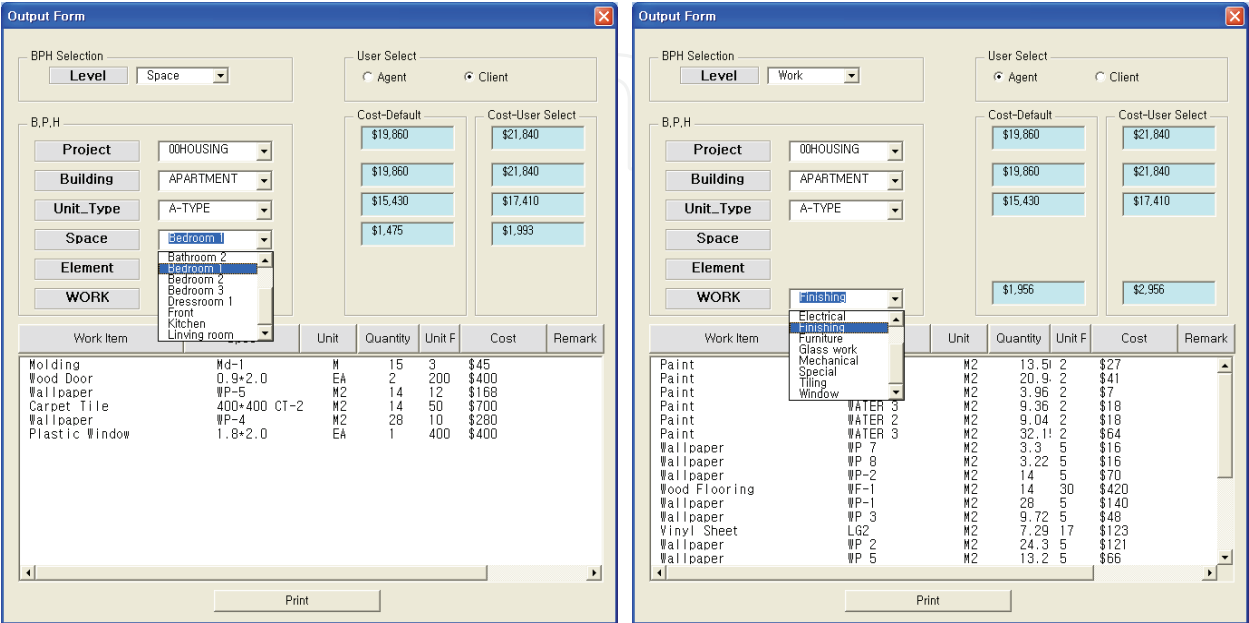 Output Form
BPH Selection
Level Space
User Select
Agent Client
B,P,H
Cost-Default Cost-User Select
$19,860 $21,840
Project 00HOUSING
Building APARTMENT $19,860 $21,840
Unit_Type A-TYPE $15,430 $17,410
Space Bedroom 1 $1,475 $1,993
Bathroom 2
Bedroom 1
Bedroom 2
Bedroom 3
Dressroom 1
Front
Kitchen
Linving room
Element
WORK
Work Item Unit Quantity Unit F Cost Remark
Molding Md-1 M 15 3 $45
Wood Door 0.9*2.0 EA 2 200 $400
Wallpaper WP-5 M2 14 12 $168
Carpet Tile 400*400 CT-2 M2 14 50 $700
Wallpaper WP-4 M2 28 10 $280
Plastic Window 1.8*2.0 EA 1 400 $400
Print
Output Form
BPH Selection
Level Work
User Select
Agent Client
B,P,H
Cost-Default Cost-User Select
$19,860 $21,840
Project 00HOUSING
Building APARTMENT $19,860 $21,840
Unit_Type A-TYPE $15,430 $17,410
Space
Element
WORK Finishing $1,956 $2,956
Electrical
Finishing
Furniture
Glass work
Mechanical
Special
Tiling
Window
Work Item Unit Quantity Unit F Cost Remark
Paint M2 13.5 2 $27
Paint M2 20.9 2 $41
Paint M2 3.96 2 $7
Paint WATER 3 M2 9.36 2 $18
Paint WATER 2 M2 9.04 2 $18
Paint WATER 3 M2 32.1 2 $64
Wallpaper WP 7 M2 3.3 5 $16
Wallpaper WP 8 M2 3.22 5 $16
Wallpaper WP-2 M2 14 5 $70
Wood Flooring WF-1 M2 14 30 $420
Wallpaper WP-1 M2 28 5 $140
Wallpaper WP 3 M2 9.72 5 $48
Vinyl Sheet LG2 M2 7.29 17 $123
Wallpaper WP 2 M2 24.3 5 $121
Wallpaper WP 5 M2 13.2 5 $66
Print